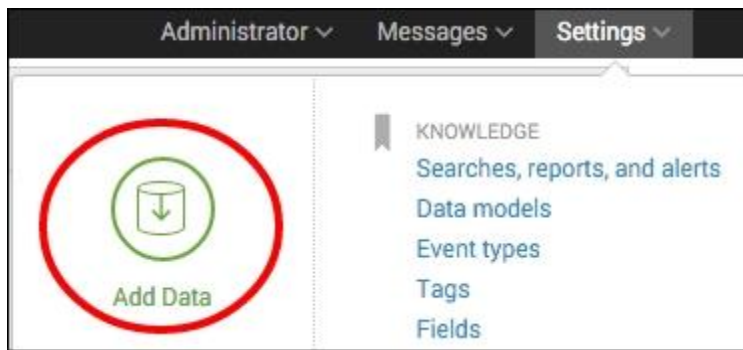 Administrator Messages Settings
KNOWLEDGE
Searches, reports, and alerts
Data models
Event types
Add Data
Tags
Fields